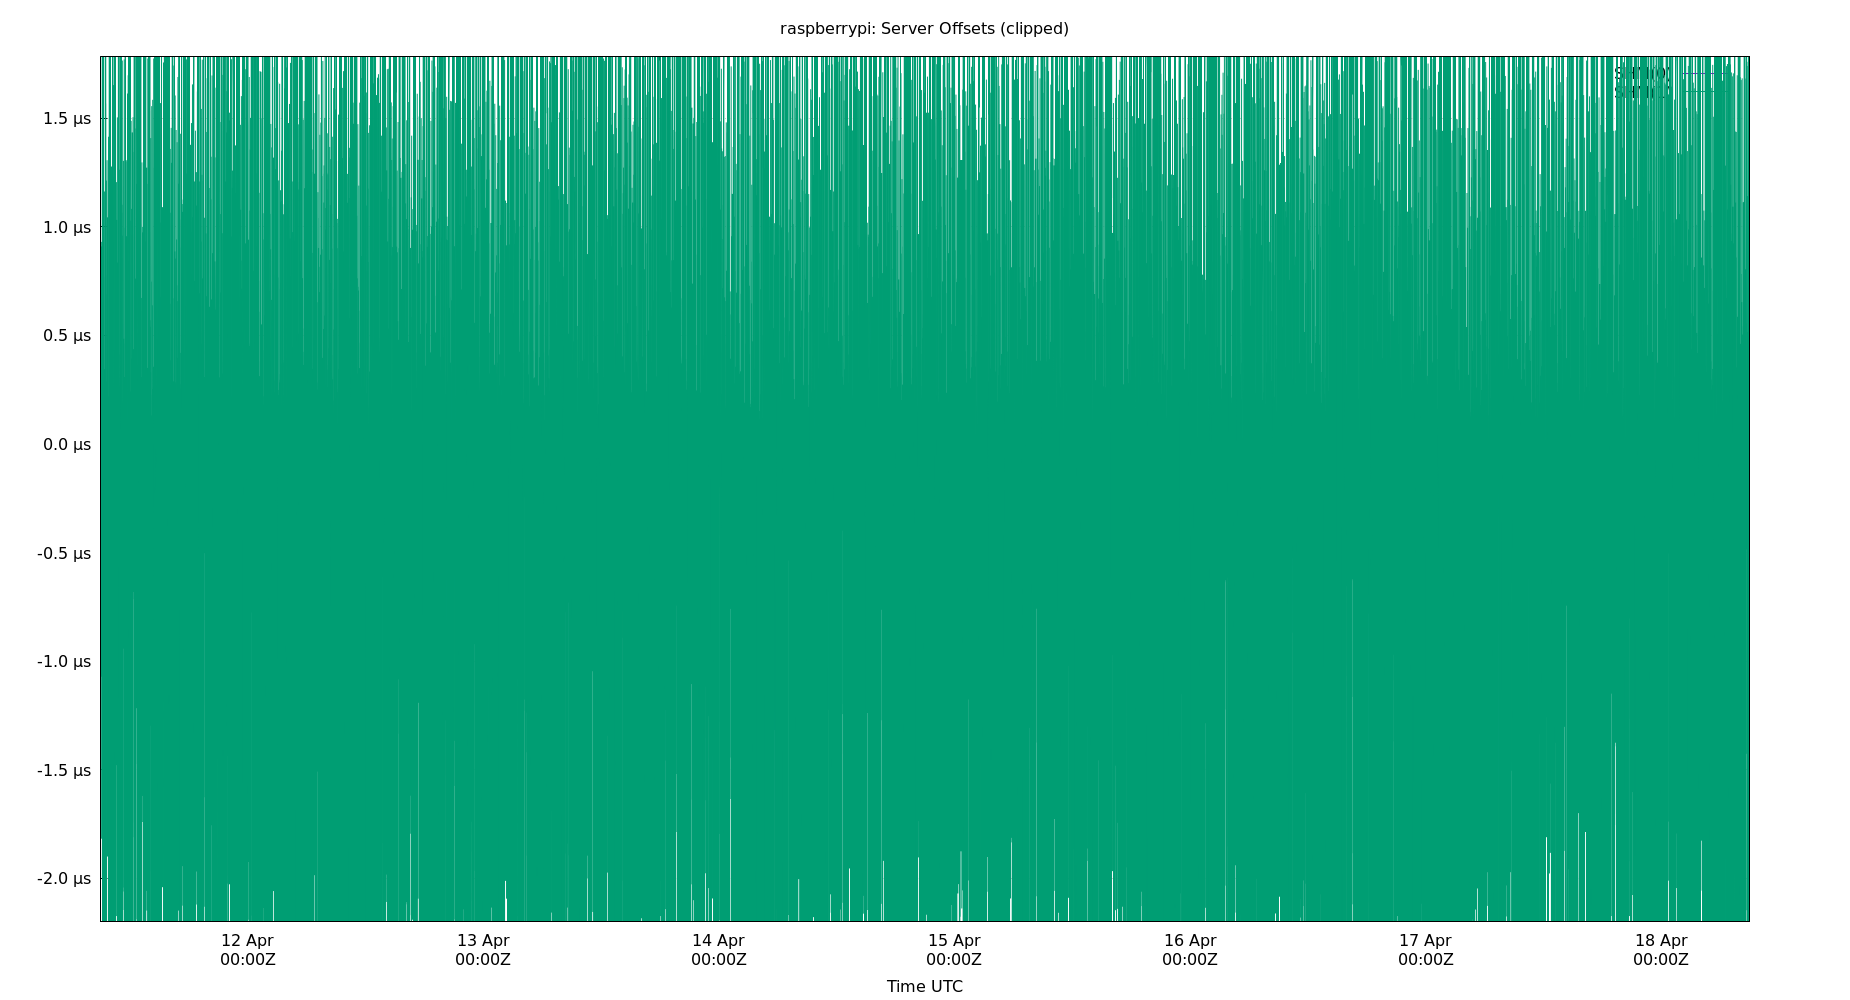 raspberrypi: Server Offsets (clipped)
1.5 µs
1.0 µs
0.5 µs
0.0 µs
-0.5 µs
-1.0 µs
-1.5 µs
-2.0 µs
12 Apr 13 Apr 14 Apr 15 Apr 16 Apr 17 Apr 18 Apr
00:00Z 00:00Z 00:00Z 00:00Z 00:00Z 00:00Z 00:00Z
Time UTC